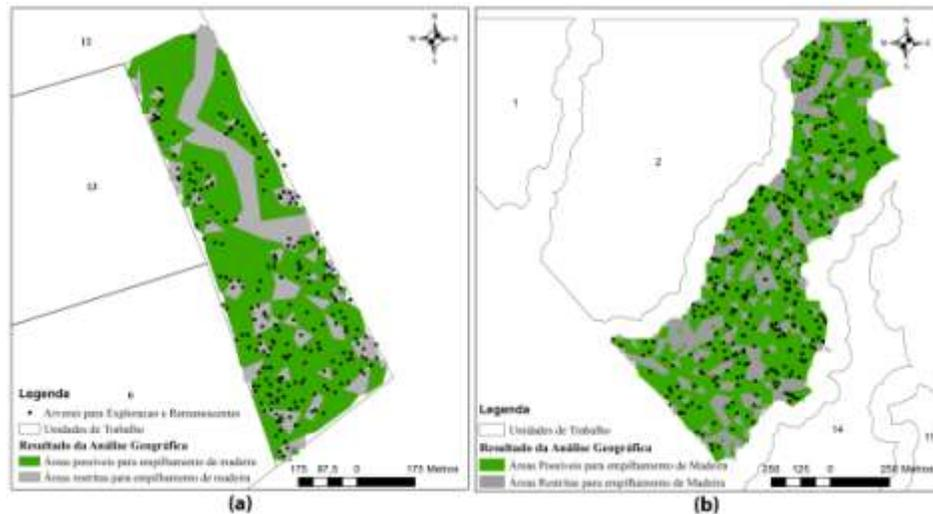 N
W E
S
13
6
Legenda
Arvores para Exploracao e Remanescentes
Unidades de Trabalho
Resultado da Análise Geográfica
Áreas possíveis para empilhamento de madeira
Áreas restritas para empilhamento de madeira
175 87,5 0 175 Metros
(a)
N
W E
S
1
2
14
Legenda
Unidades de Trabalho
Resultado da Análise Geográfica
Áreas Possíveis para empilhamento de Madeira
Áreas Restritas para empilhamento de Madeira
250 125 0 250 Metros
(b)